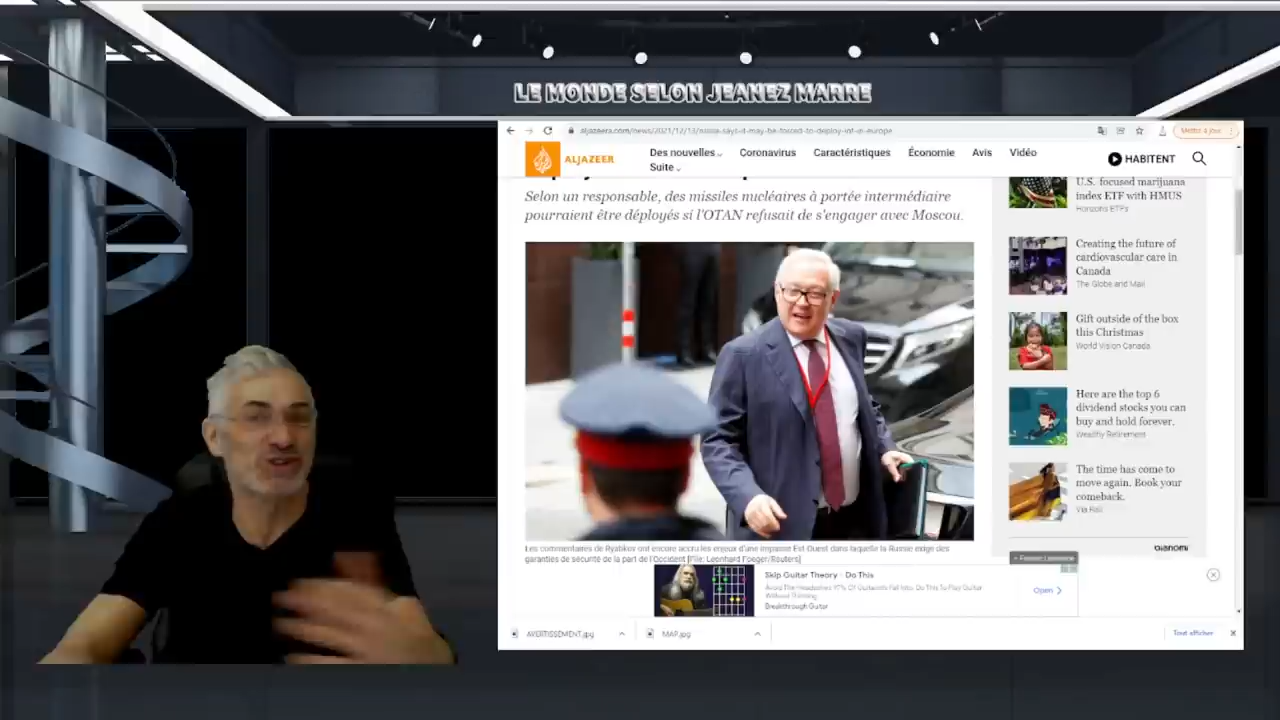 LE MONDE SELON JEANEZ MARRE
aljazeera.com/news/2021/12/13/russia-says-it-may-be-forced-to-deploy-inf-in-europe
Mettre à jour
ALJAZEER
Des nouvelles
Coronavirus
Caractéristiques
Économie
Avis
Vidéo
HABITENT
Suite
Selon un responsable, des missiles nucléaires à portée intermédiaire
pourraient être déployés si l'OTAN refusait de s'engager avec Moscou.
U.S. focused marijuana
index ETF with HMUS
Horizons ETFs
Creating the future of
cardiovascular care in
Canada
The Globe and Mail
Gift outside of the box
this Christmas
World Vision Canada
Here are the top 6
dividend stocks you can
buy and hold forever.
Wealthy Retirement
The time has come to
move again. Book your
comeback.
Via Rail
Les commentaires de Ryabkov ont encore accru les enjeux d'une impasse Est-Ouest dans laquelle la Russie exige des
garanties de sécurité de la part de l'Occident [File: Leonhard Foeger/Reuters]
Skip Guitar Theory - Do This
Without Thinking
Breakthrough Guitar
Open
AVERTISSEMENT.jpg
MAP.jpg
Tout afficher